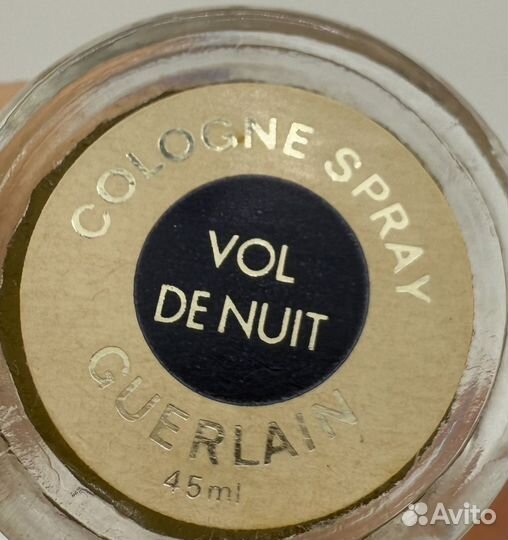 COLOGNE SPRAY
VOL
DE NUIT
GUERLAIN
45ml
Avito